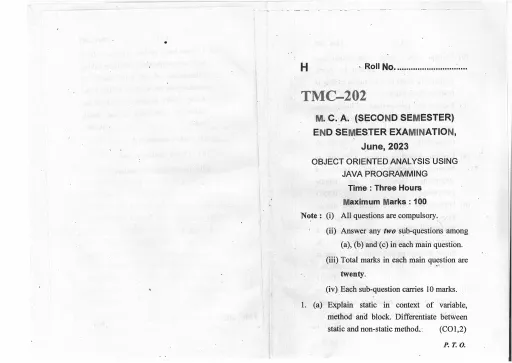 H Roll No..............................
TMC–202
M. C. A. (SECOND SEMESTER)
END SEMESTER EXAMINATION,
June, 2023
OBJECT ORIENTED ANALYSIS USING
JAVA PROGRAMMING
Time : Three Hours
Maximum Marks : 100
Note : (i) All questions are compulsory.
(ii) Answer any two sub-questions among
(a), (b) and (c) in each main question.
(iii) Total marks in each main question are
twenty.
(iv) Each sub-question carries 10 marks.
1. (a) Explain static in context of variable,
method and block. Differentiate between
static and non-static method. (CO1,2)
P. T. O.